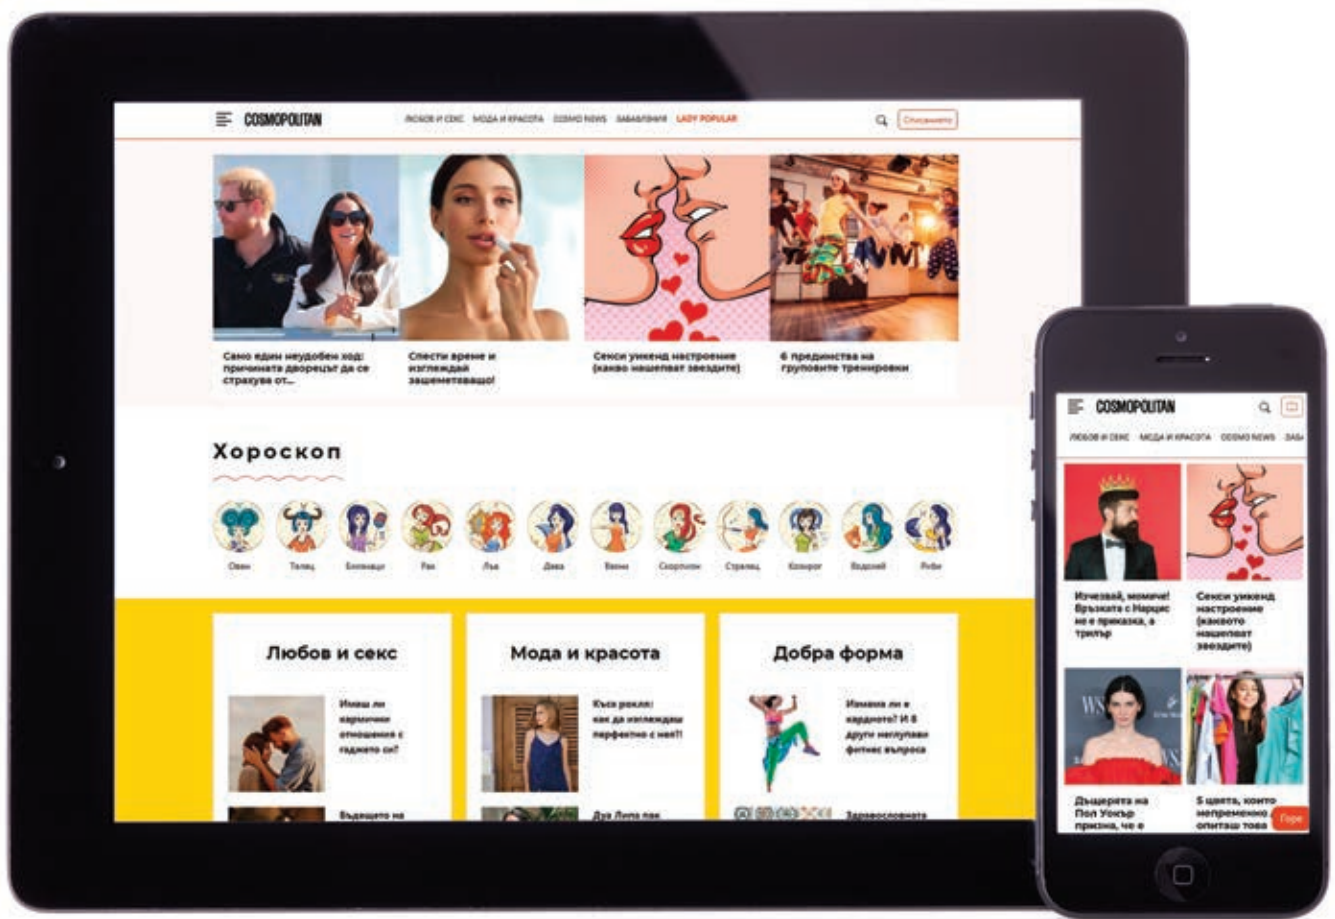 COSMOPOLITAN
ЛЮБОВ И СЕКС МОДА И КРАСОТА COSMO NEWS ЗАБАВЛЕНИЯ LADY POPULAR
Списанието
Само един неудобен ход:
причината дворецът да се
страхува от...
Спести време и
изглеждай
зашеметяващо!
Секси уикенд настроение
(какво нашепват звездите)
6 предимства на
груповите тренировки
Хороскоп
Овен Телец Близнаци Рак Лъв Дева Везни Скорпион Стрелец Козирог Водолей Риби
Любов и секс
Имаш ли
кармични
отношения с
гаджето си?
Бъдещето на
Мода и красота
Къса рокля:
как да изглеждаш
перфектно с нея?!
Дуа Липа пак
Добра форма
Измама ли е
кардиото? И 8
други неглупави
фитнес въпроса
Здравословната
COSMOPOLITAN
ЛЮБОВ И СЕКС МОДА И КРАСОТА COSMO NEWS ЗАБА
Изчезвай, момиче!
Връзката с Нарцис
не е приказка, а
трилър
Секси уикенд
настроение
(каквото
нашепват
звездите)
WS
Дъщерята на
Пол Уокър
призна, че е
5 цвята, които
непременно
опиташ това
Горе